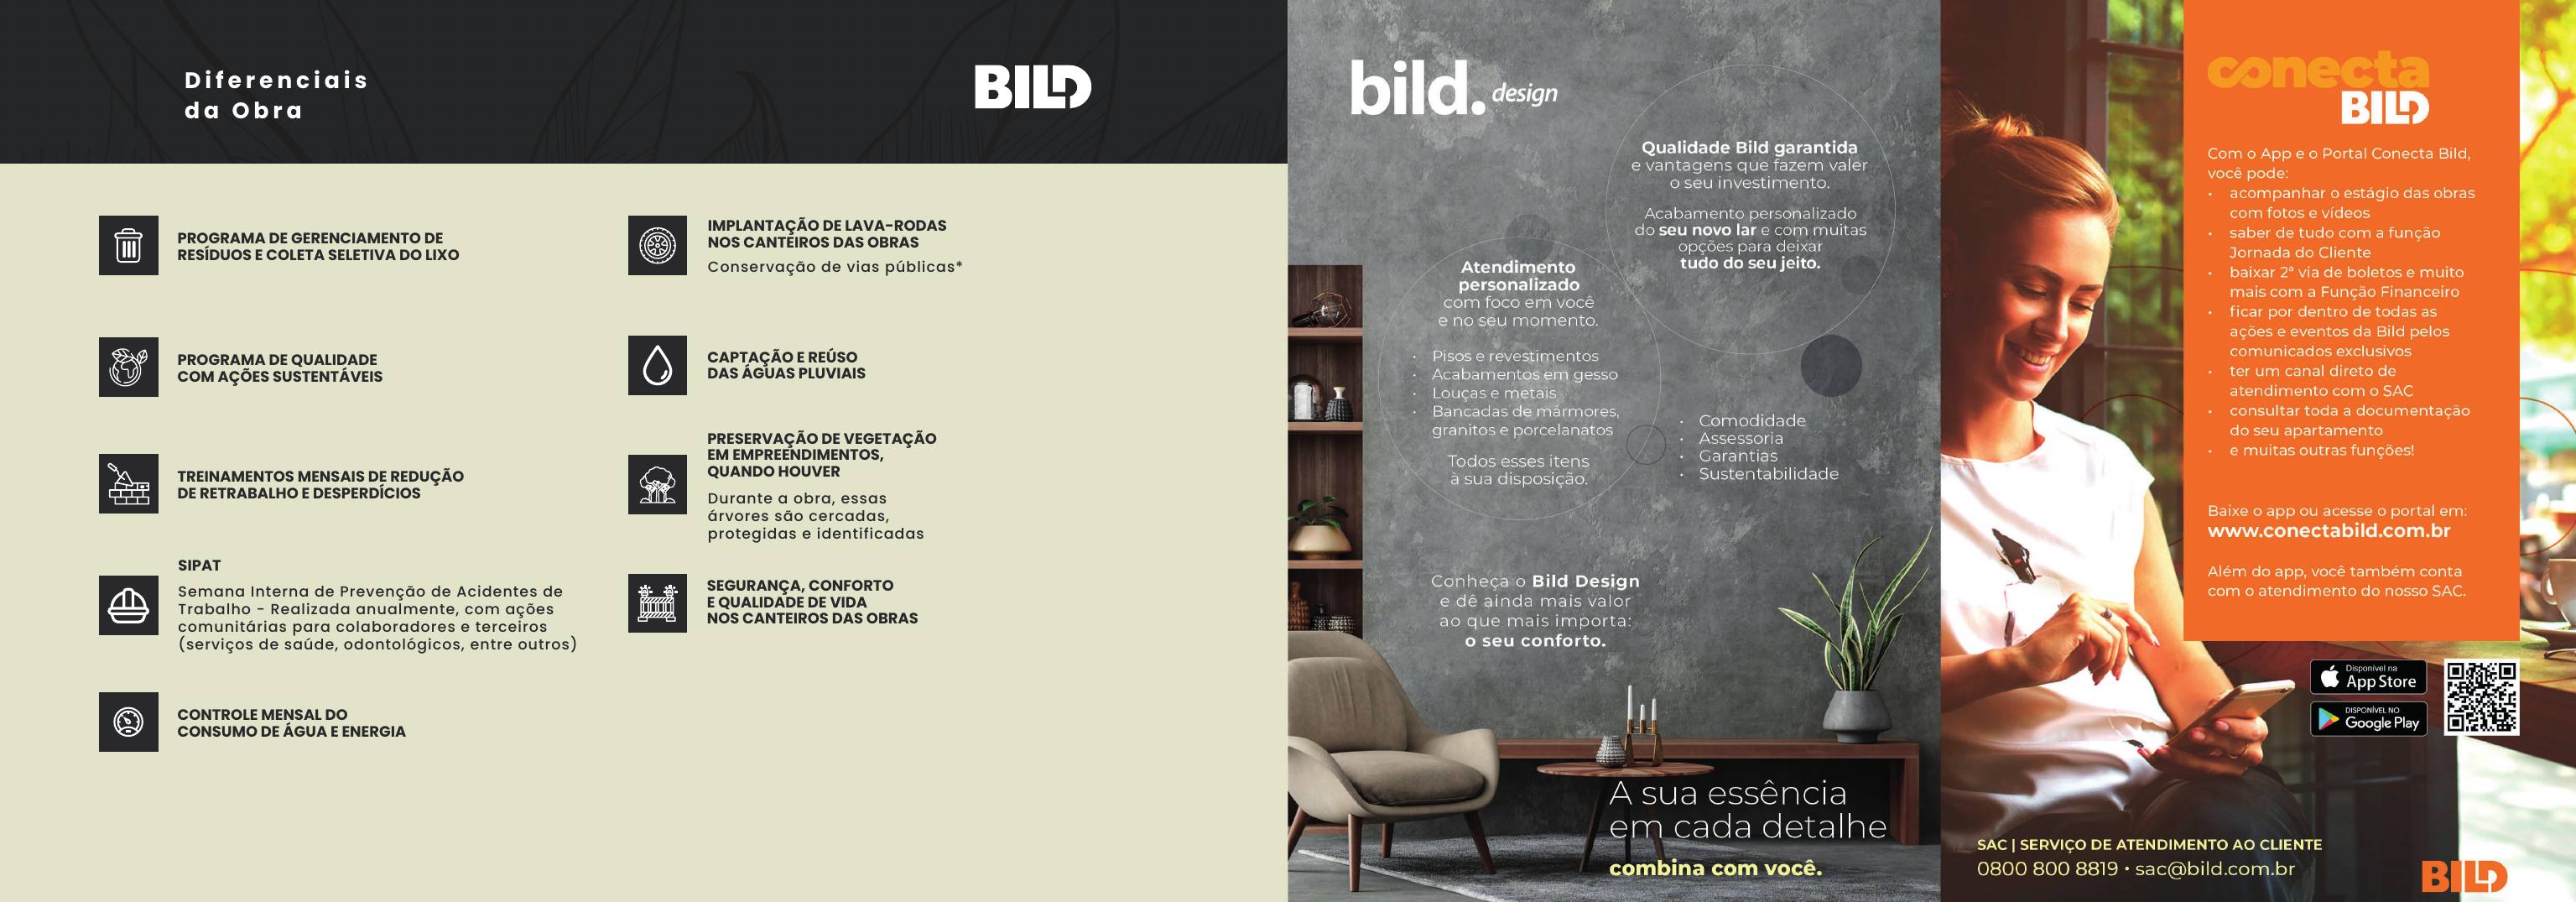 Diferenciais
da Obra
BILD
PROGRAMA DE GERENCIAMENTO DE
RESÍDUOS E COLETA SELETIVA DO LIXO
PROGRAMA DE QUALIDADE
COM AÇÕES SUSTENTÁVEIS
TREINAMENTOS MENSAIS DE REDUÇÃO
DE RETRABALHO E DESPERDÍCIOS
SIPAT
Semana Interna de Prevenção de Acidentes de
Trabalho - Realizada anualmente, com ações
comunitárias para colaboradores e terceiros
(serviços de saúde, odontológicos, entre outros)
CONTROLE MENSAL DO
CONSUMO DE ÁGUA E ENERGIA
IMPLANTAÇÃO DE LAVA-RODAS
NOS CANTEIROS DAS OBRAS
Conservação de vias públicas*
CAPTAÇÃO E REÚSO
DAS ÁGUAS PLUVIAIS
PRESERVAÇÃO DE VEGETAÇÃO
EM EMPREENDIMENTOS,
QUANDO HOUVER
Durante a obra, essas
árvores são cercadas,
protegidas e identificadas
SEGURANÇA, CONFORTO
E QUALIDADE DE VIDA
NOS CANTEIROS DAS OBRAS
bild. design
Qualidade Bild garantida
e vantagens que fazem valer
o seu investimento.
Acabamento personalizado
do seu novo lar e com muitas
opções para deixar
tudo do seu jeito.
Atendimento
personalizado
com foco em você
e no seu momento.
• Pisos e revestimentos
• Acabamentos em gesso
• Louças e metais
• Bancadas de mármores,
granitos e porcelanatos
Todos esses itens
à sua disposição.
• Comodidade
• Assessoria
• Garantias
• Sustentabilidade
Conheça o Bild Design
e dê ainda mais valor
ao que mais importa:
o seu conforto.
A sua essência
em cada detalhe
combina com você.
conecta
BILD
Com o App e o Portal Conecta Bild,
você pode:
• acompanhar o estágio das obras
com fotos e vídeos
• saber de tudo com a função
Jornada do Cliente
• baixar 2ª via de boletos e muito
mais com a Função Financeiro
• ficar por dentro de todas as
ações e eventos da Bild pelos
comunicados exclusivos
• ter um canal direto de
atendimento com o SAC
• consultar toda a documentação
do seu apartamento
• e muitas outras funções!
Baixe o app ou acesse o portal em:
www.conectabild.com.br
Além do app, você também conta
com o atendimento do nosso SAC.
Disponível na
App Store
DISPONÍVEL NO
Google Play
SAC | SERVIÇO DE ATENDIMENTO AO CLIENTE
0800 800 8819 • sac@bild.com.br
BILD